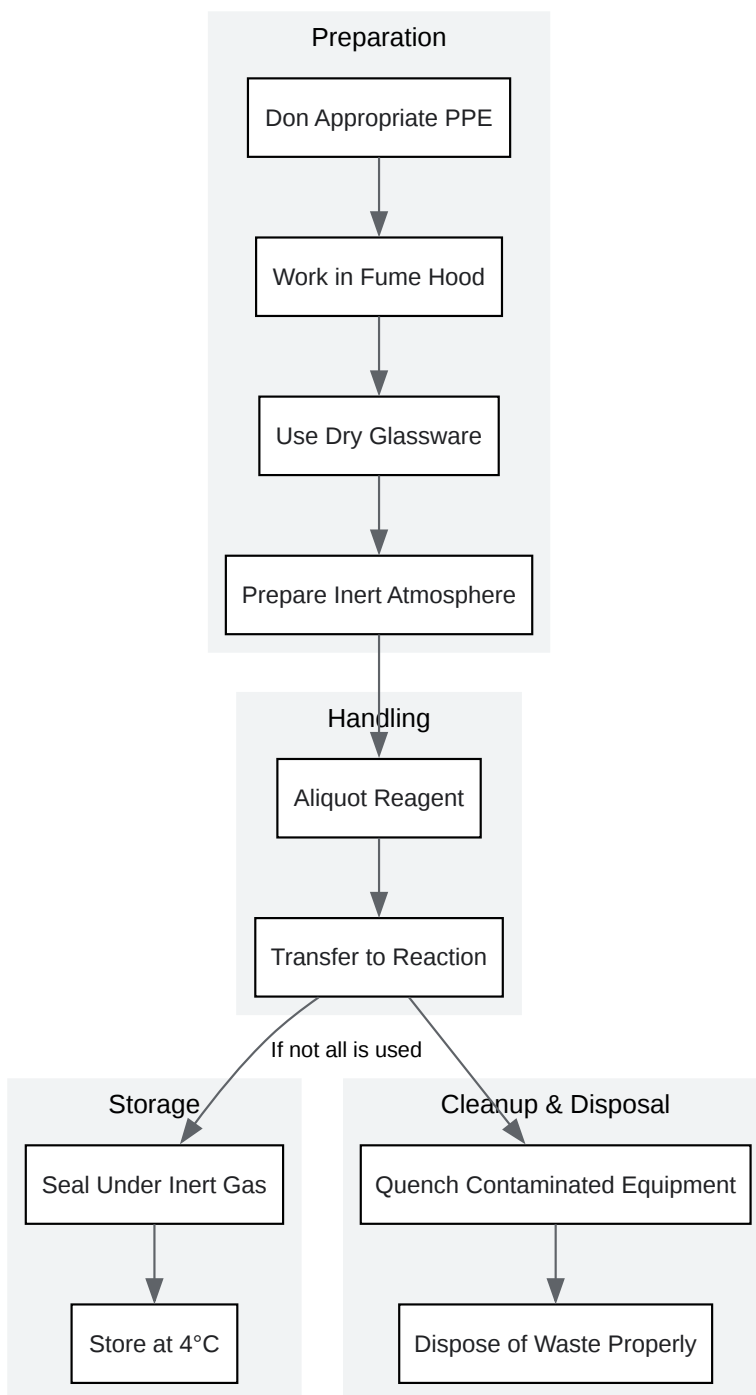 Preparation
Don Appropriate PPE
Work in Fume Hood
Use Dry Glassware
Prepare Inert Atmosphere
Handling
Aliquot Reagent
Transfer to Reaction
If not all is used
Storage
Seal Under Inert Gas
Store at 4°C
Cleanup & Disposal
Quench Contaminated Equipment
Dispose of Waste Properly